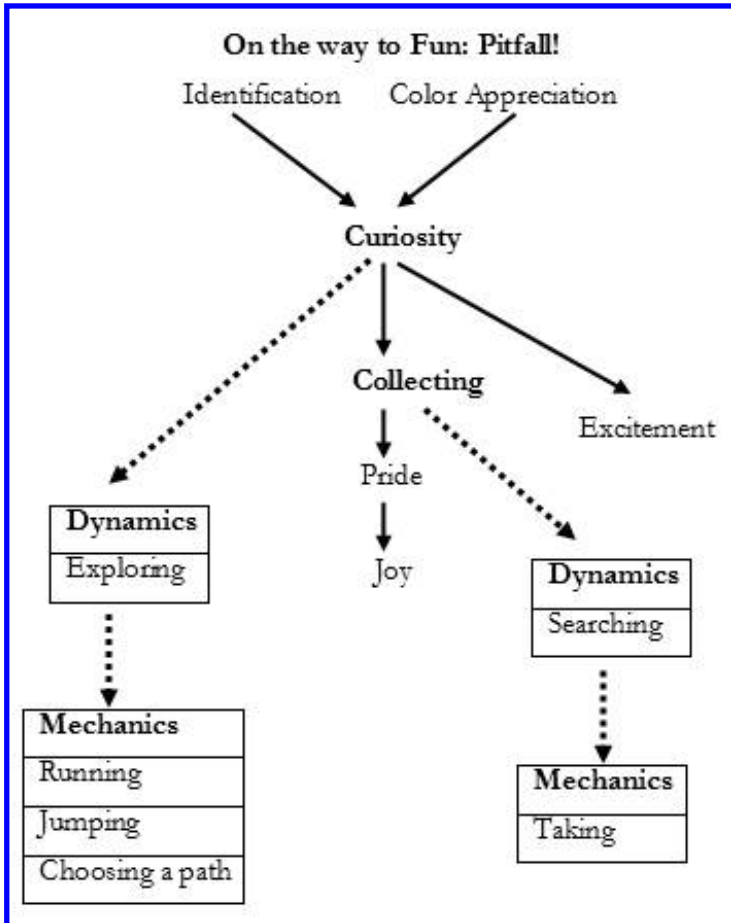 On the way to Fun: Pitfall!
Identification
Color Appreciation
Curiosity
Collecting
Excitement
Pride
Joy
Dynamics
Exploring
Dynamics
Searching
Mechanics
Running
Jumping
Choosing a path
Mechanics
Taking